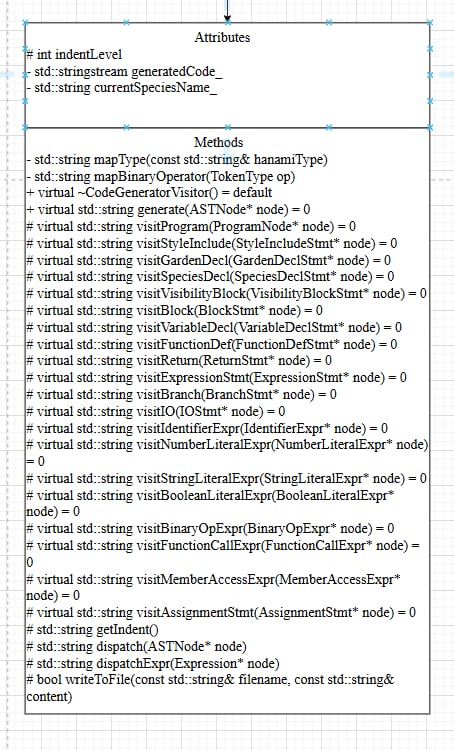 Attributes
# int indentLevel
- std::stringstream generatedCode_
- std::string currentSpeciesName_
Methods
- std::string mapType(const std::string& hanamiType)
- std::string mapBinaryOperator(TokenType op)
+ virtual ~CodeGeneratorVisitor() = default
+ virtual std::string generate(ASTNode* node) = 0
# virtual std::string visitProgram(ProgramNode* node) = 0
# virtual std::string visitStyleInclude(StyleIncludeStmt* node) = 0
# virtual std::string visitGardenDecl(GardenDeclStmt* node) = 0
# virtual std::string visitSpeciesDecl(SpeciesDeclStmt* node) = 0
# virtual std::string visitVisibilityBlock(VisibilityBlockStmt* node) = 0
# virtual std::string visitBlock(BlockStmt* node) = 0
# virtual std::string visitVariableDecl(VariableDeclStmt* node) = 0
# virtual std::string visitFunctionDef(FunctionDefStmt* node) = 0
# virtual std::string visitReturn(ReturnStmt* node) = 0
# virtual std::string visitExpressionStmt(ExpressionStmt* node) = 0
# virtual std::string visitBranch(BranchStmt* node) = 0
# virtual std::string visitIO(IOStmt* node) = 0
# virtual std::string visitIdentifierExpr(IdentifierExpr* node) = 0
# virtual std::string visitNumberLiteralExpr(NumberLiteralExpr* node)
= 0
# virtual std::string visitStringLiteralExpr(StringLiteralExpr* node) = 0
# virtual std::string visitBooleanLiteralExpr(BooleanLiteralExpr*
node) = 0
# virtual std::string visitBinaryOpExpr(BinaryOpExpr* node) = 0
# virtual std::string visitFunctionCallExpr(FunctionCallExpr* node) =
0
# virtual std::string visitMemberAccessExpr(MemberAccessExpr*
node) = 0
# virtual std::string visitAssignmentStmt(AssignmentStmt* node) = 0
# std::string getIndent()
# std::string dispatch(ASTNode* node)
# std::string dispatchExpr(Expression* node)
# bool writeToFile(const std::string& filename, const std::string&
content)